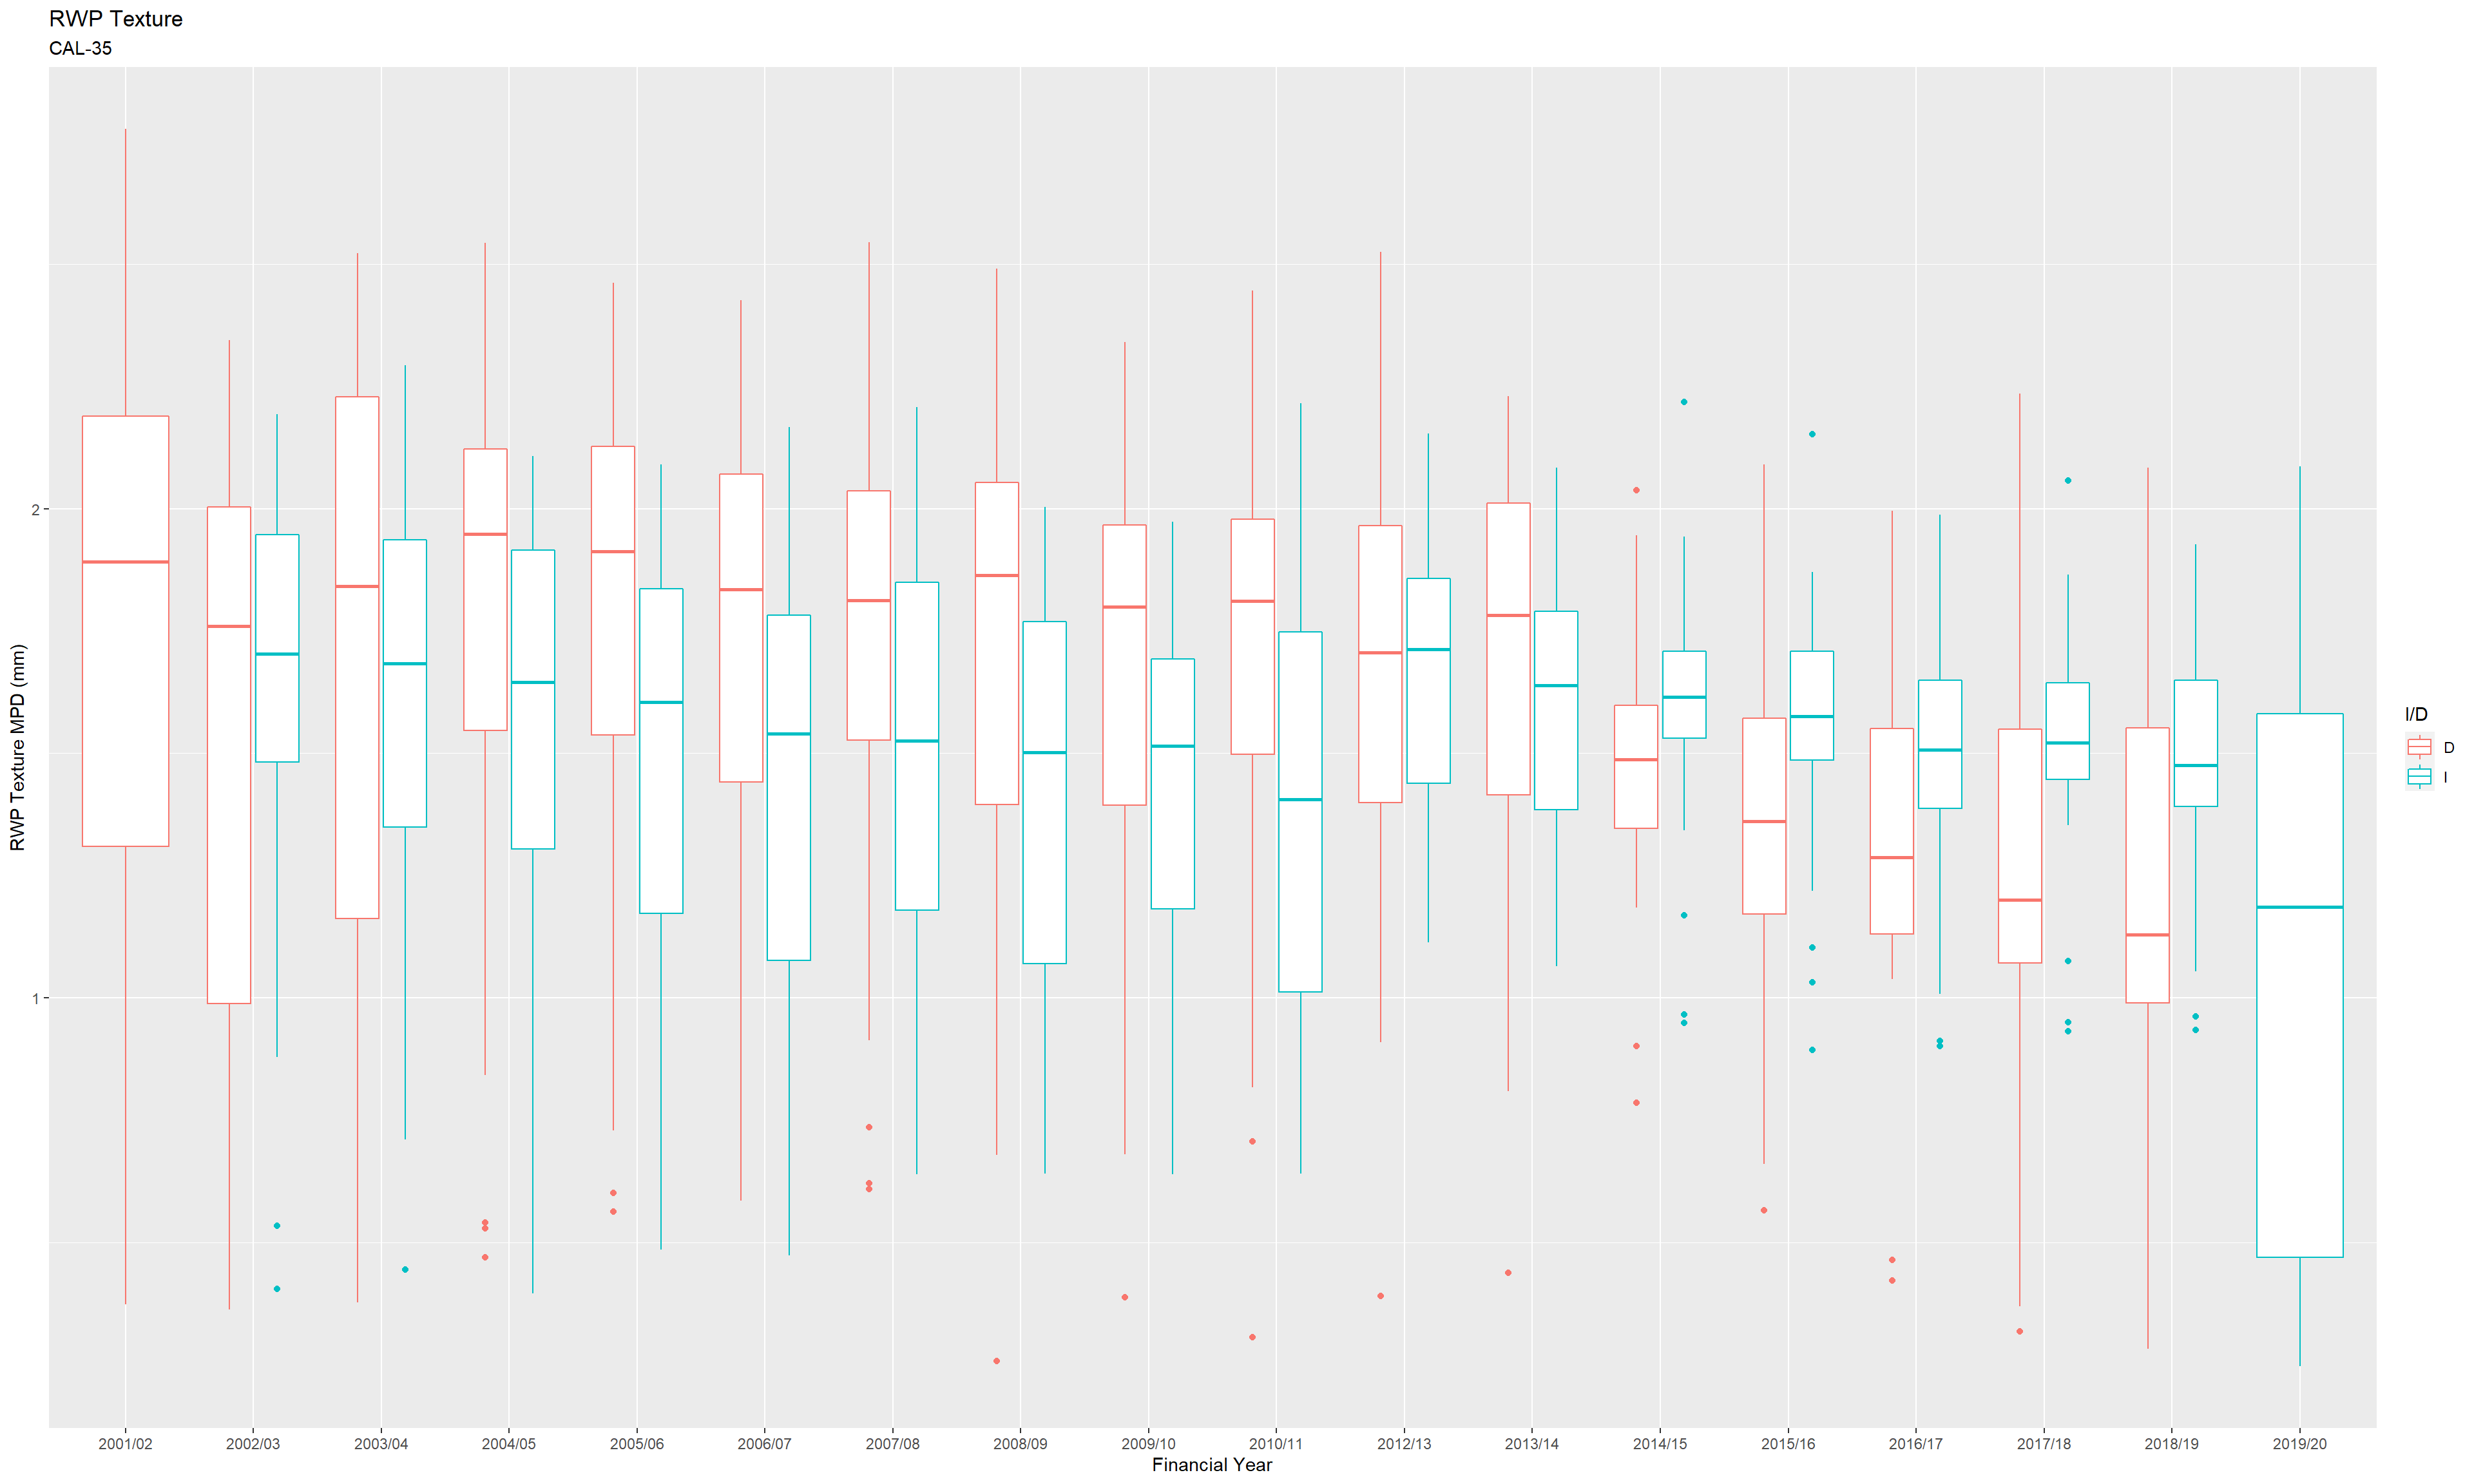 RWP Texture
CAL-35
RWP Texture MPD (mm)
2
1
2001/02 2002/03 2003/04 2004/05 2005/06 2006/07 2007/08 2008/09 2009/10 2010/11 2012/13 2013/14 2014/15 2015/16 2016/17 2017/18 2018/19 2019/20
Financial Year
I/D
D
I